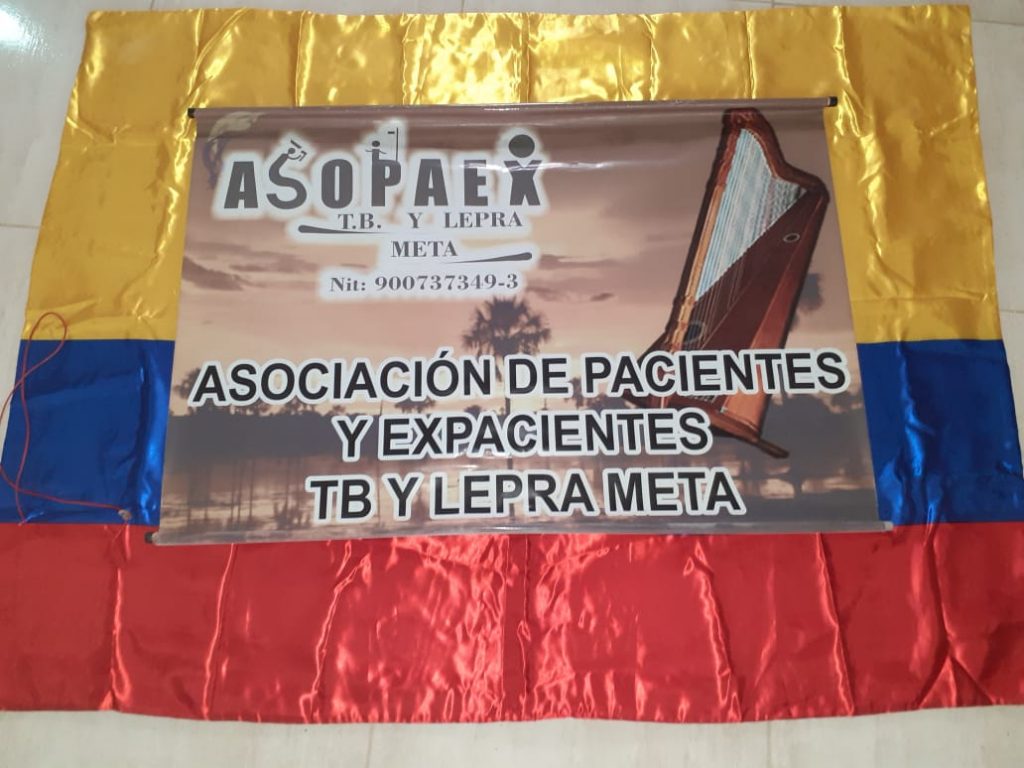 ASOPAEX
T.B. Y LEPRA
META
Nit: 900737349-3
ASOCIACIÓN DE PACIENTES
Y EXPACIENTES
TB Y LEPRA META